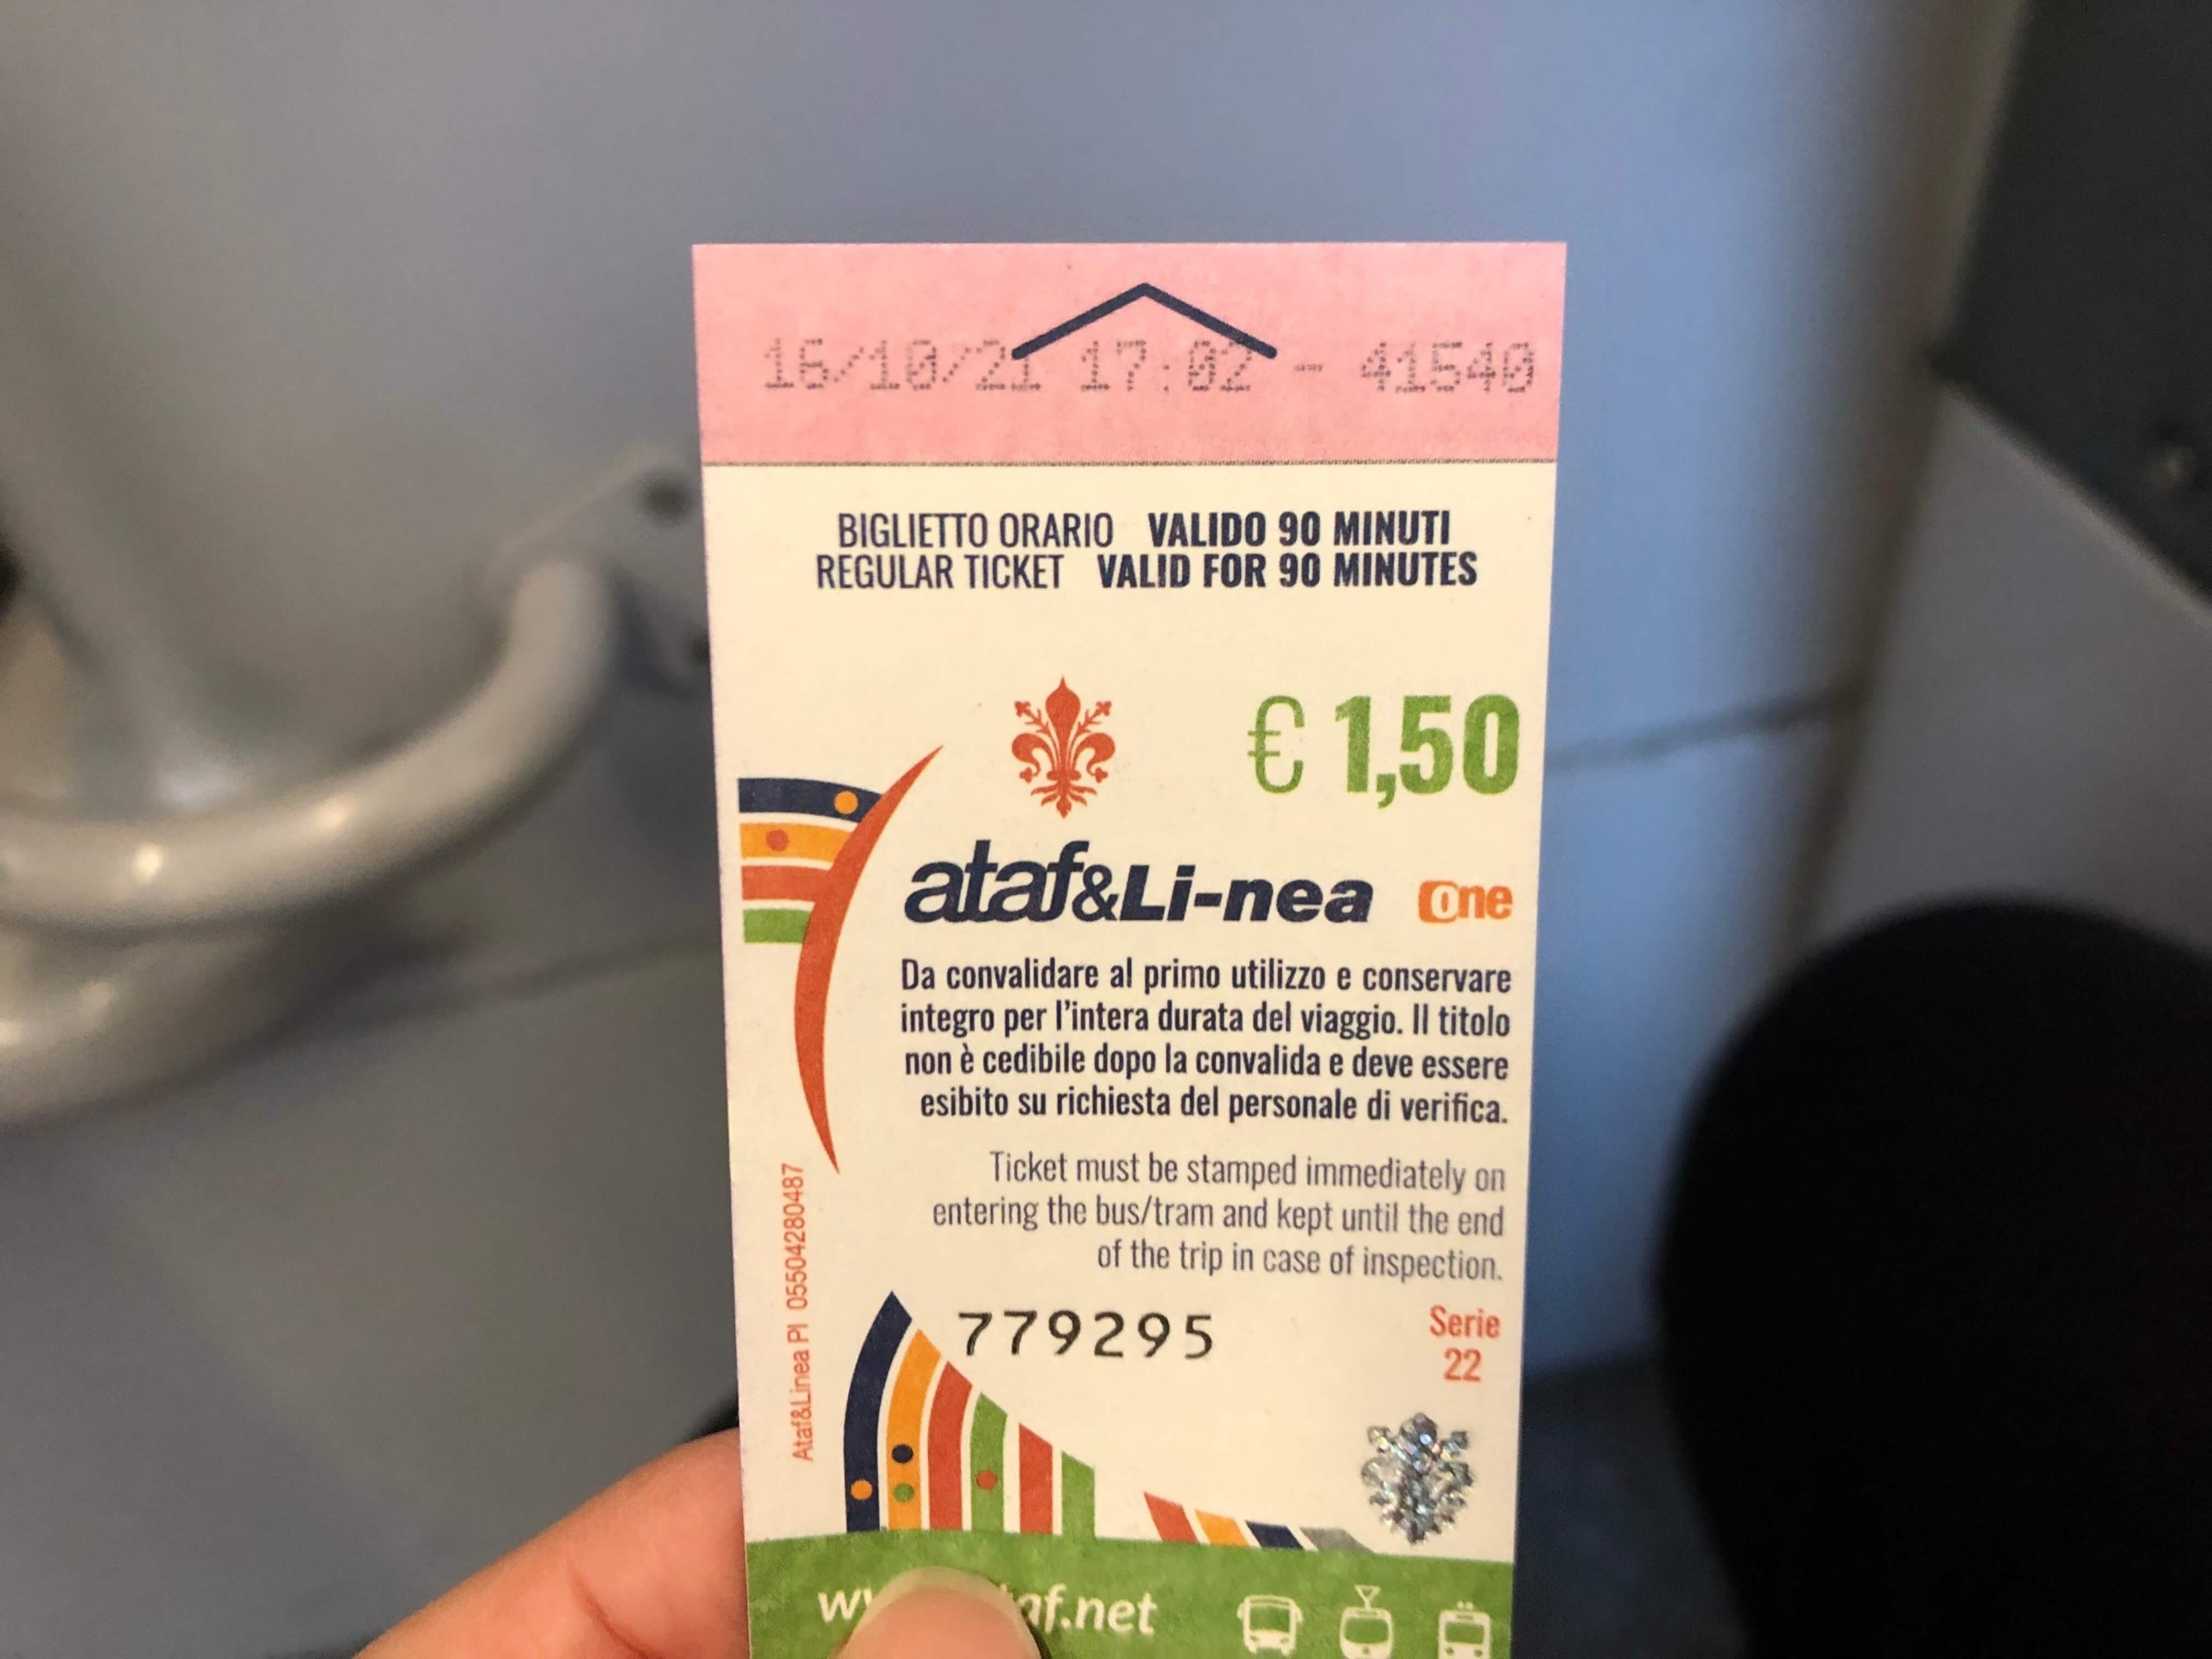 16/10/21 17:02 - 41540
BIGLIETTO ORARIO VALIDO 90 MINUTI
REGULAR TICKET VALID FOR 90 MINUTES
€ 1,50
ataf&Li-nea One
Da convalidare al primo utilizzo e conservare
integro per l'intera durata del viaggio. Il titolo
non è cedibile dopo la convalida e deve essere
esibito su richiesta del personale di verifica.
Ticket must be stamped immediately on
entering the bus/tram and kept until the end
of the trip in case of inspection.
Ataf&Linea PI 05504280487
779295
Serie
22
af.net